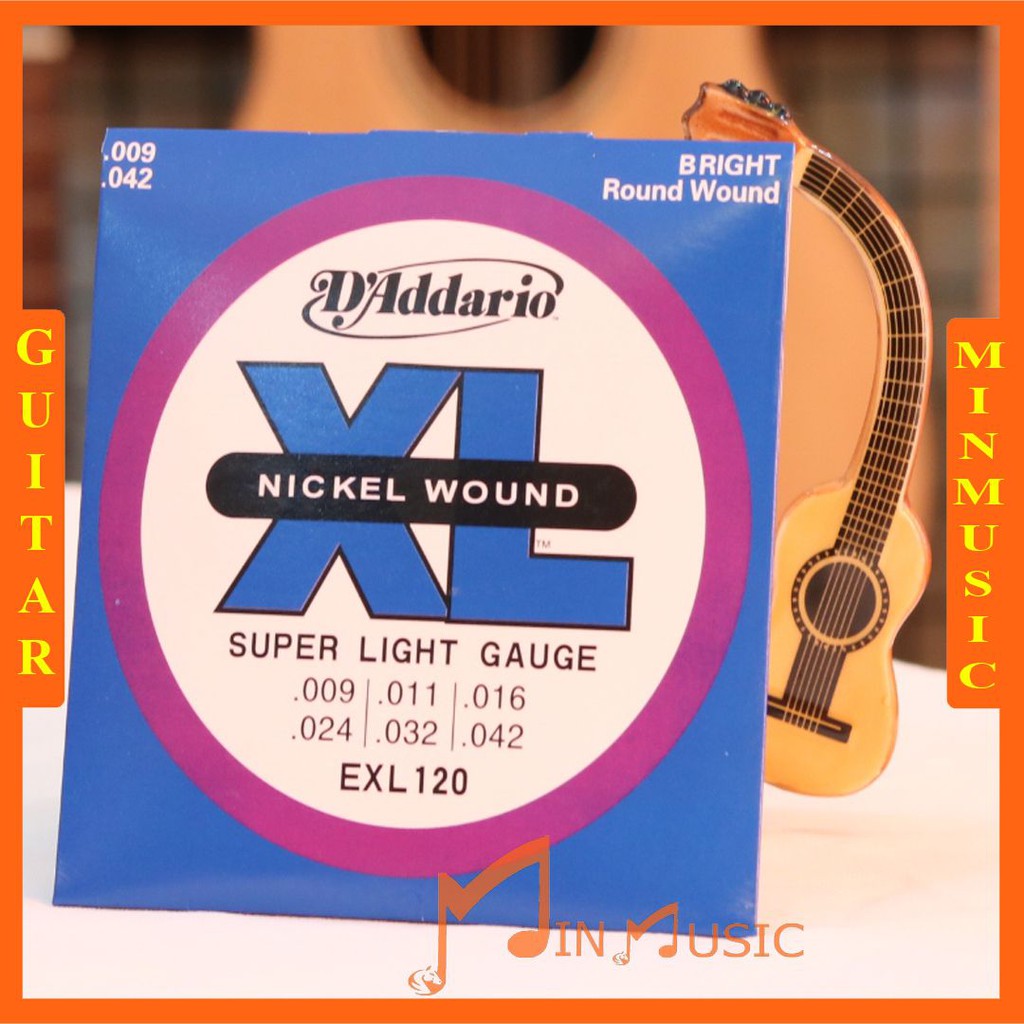 .009
.042
BRIGHT
Round Wound
D'Addario
XL
NICKEL WOUND
TM
SUPER LIGHT GAUGE
.009 .011 .016
.024 .032 .042
EXL120
GUITAR
MINMUSIC
MIN MUSIC